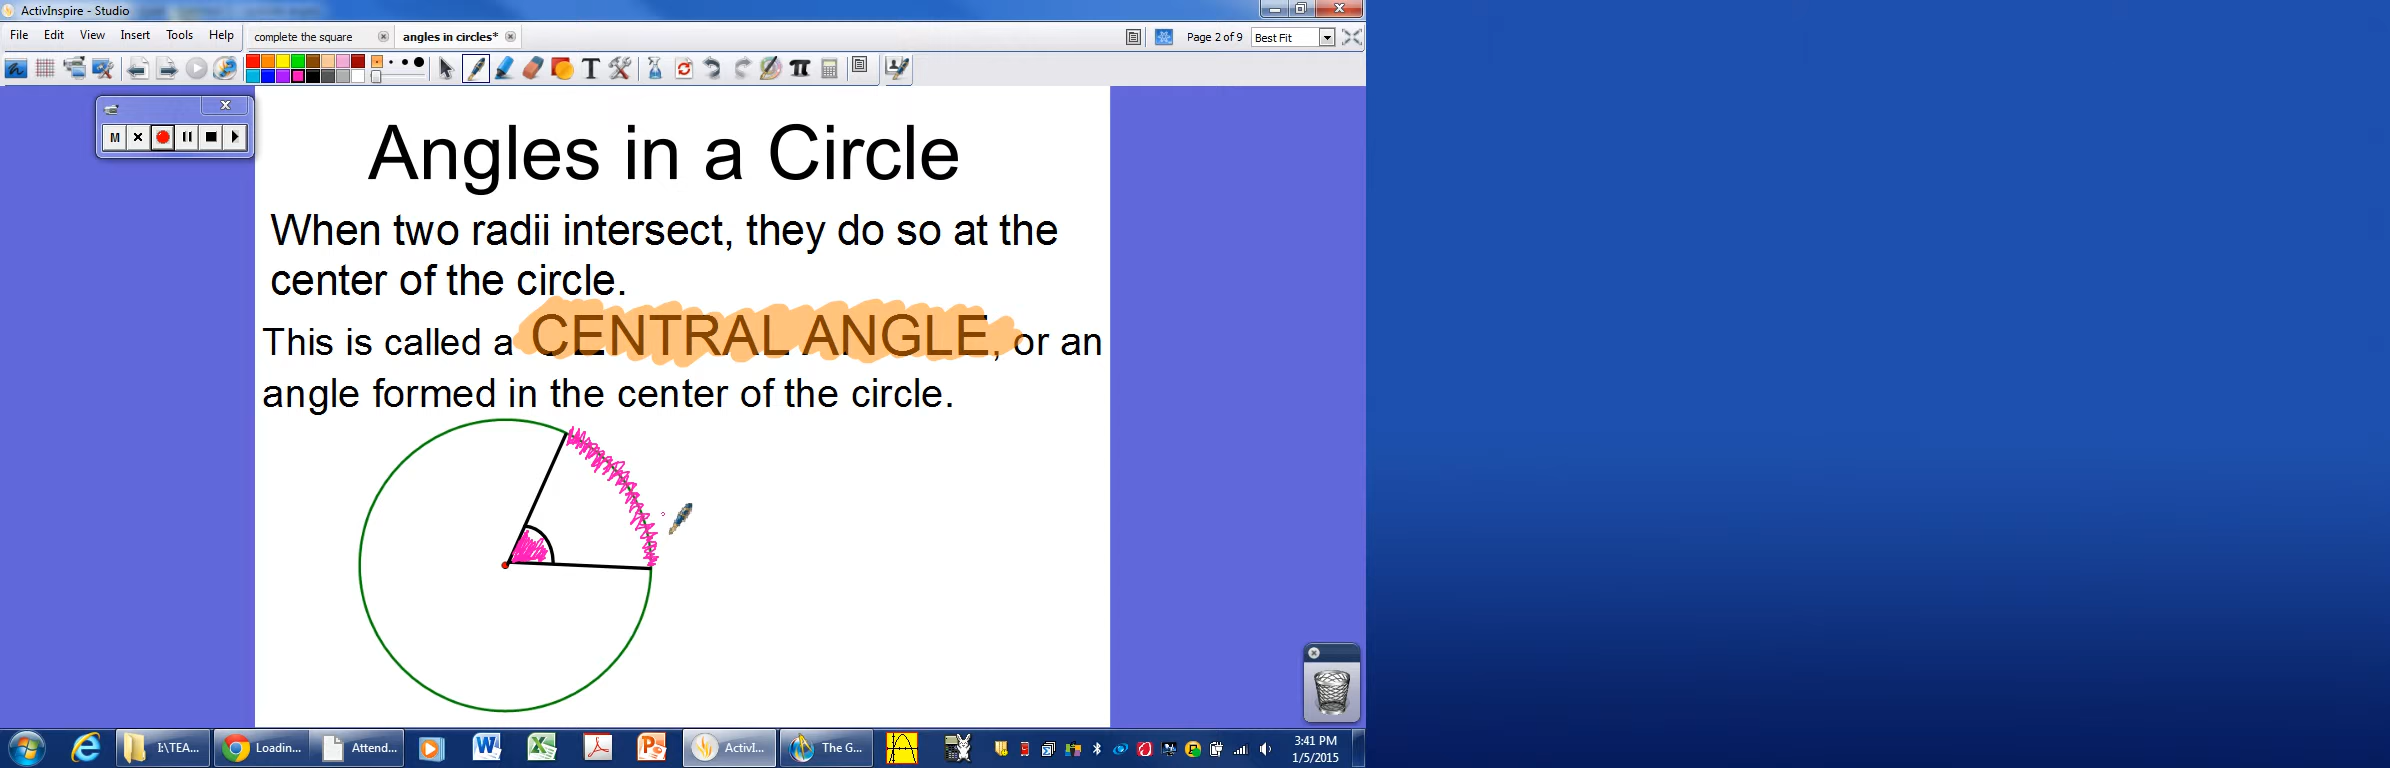 ActivInspire - Studio
File Edit View Insert Tools Help
complete the square
angles in circles*
Page 2 of 9
Best Fit
M
Angles in a Circle
When two radii intersect, they do so at the
center of the circle.
This is called a CENTRAL ANGLE, or an
angle formed in the center of the circle.
I:\TEA...
Loadin...
Attend...
ActivI...
The G...
3:41 PM
1/5/2015